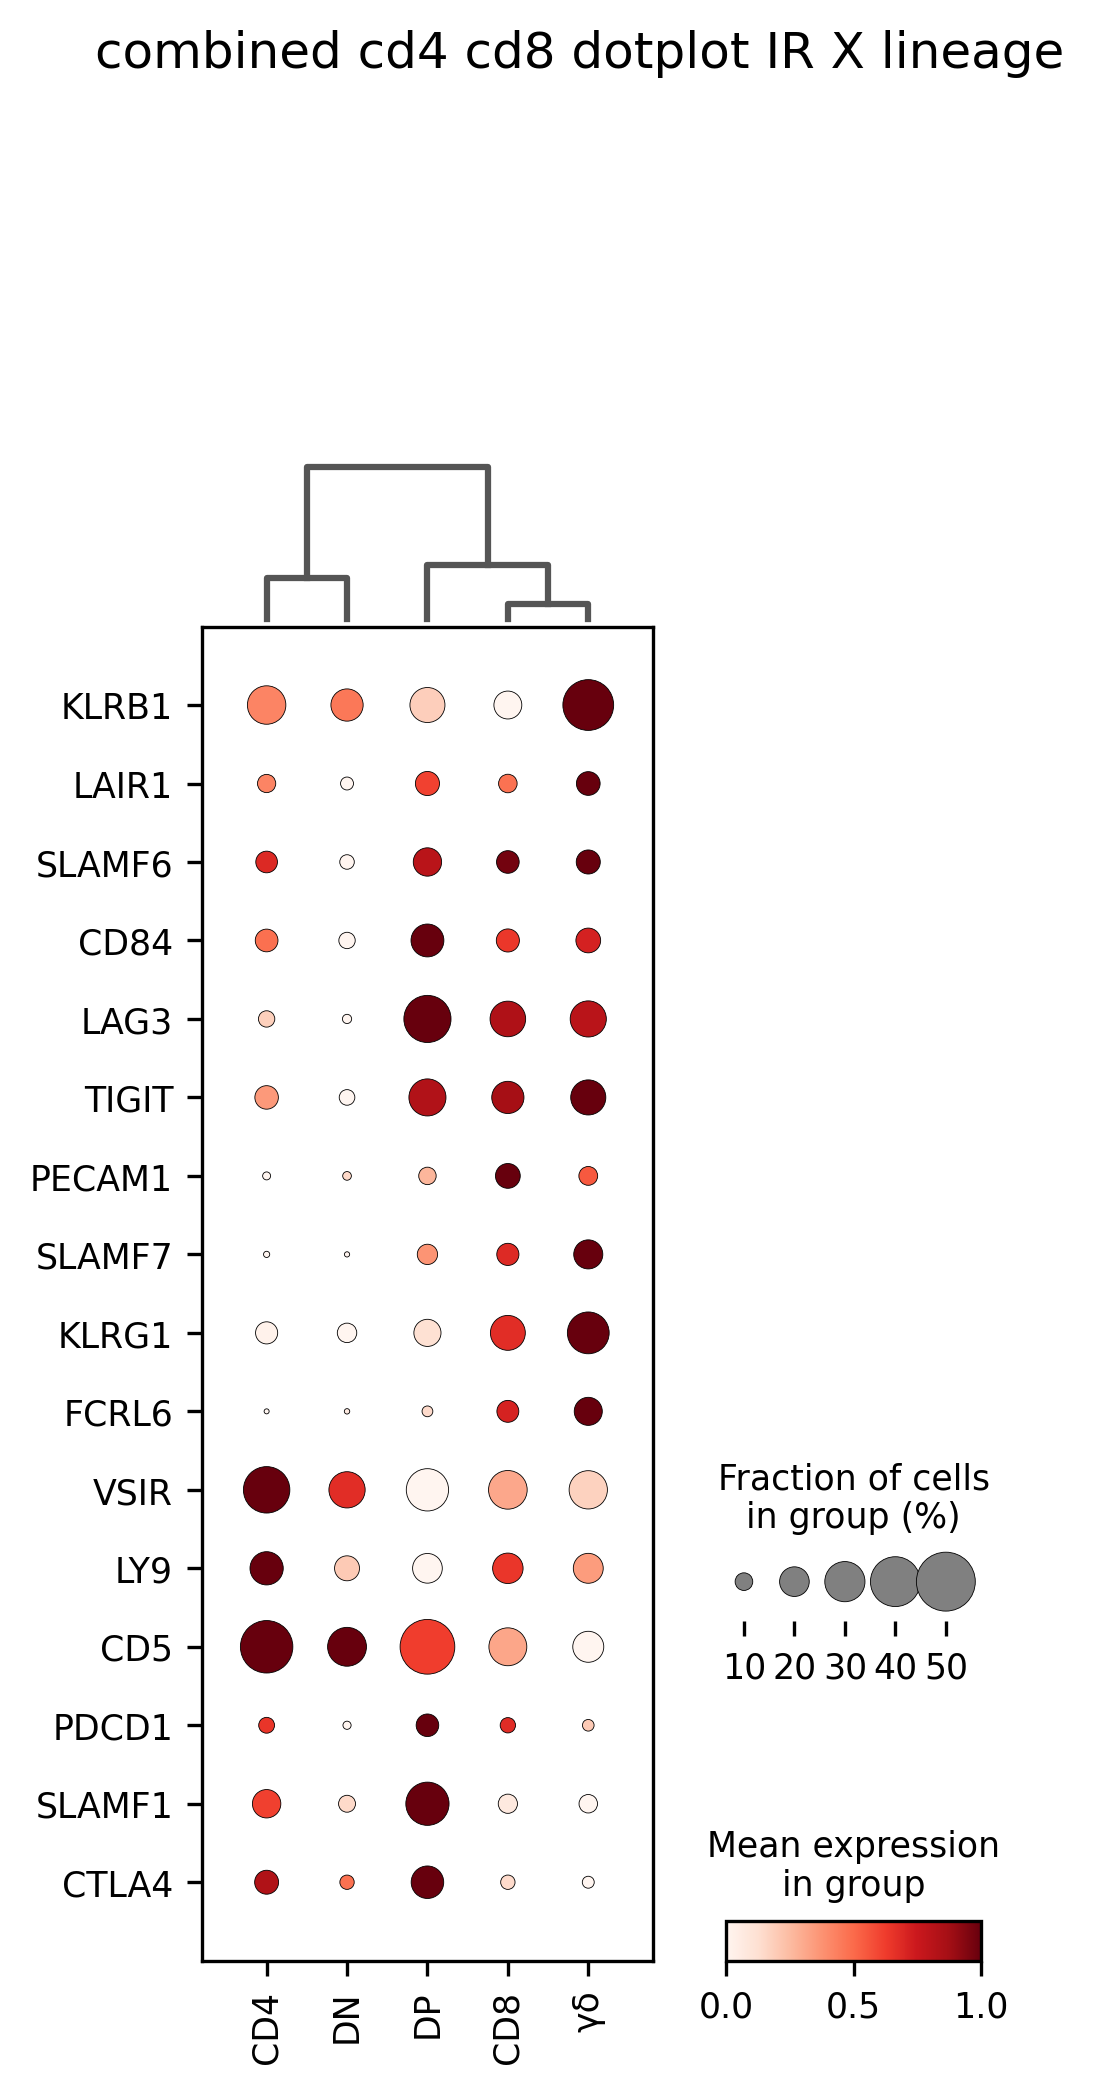 combined cd4 cd8 dotplot IR X lineage
KLRB1
LAIR1
SLAMF6
CD84
LAG3
TIGIT
PECAM1
SLAMF7
KLRG1
FCRL6
VSIR
LY9
CD5
PDCD1
SLAMF1
CTLA4
CD4 DN DP CD8 γδ
Fraction of cells
in group (%)
10 20 30 40 50
Mean expression
in group
0.0 0.5 1.0